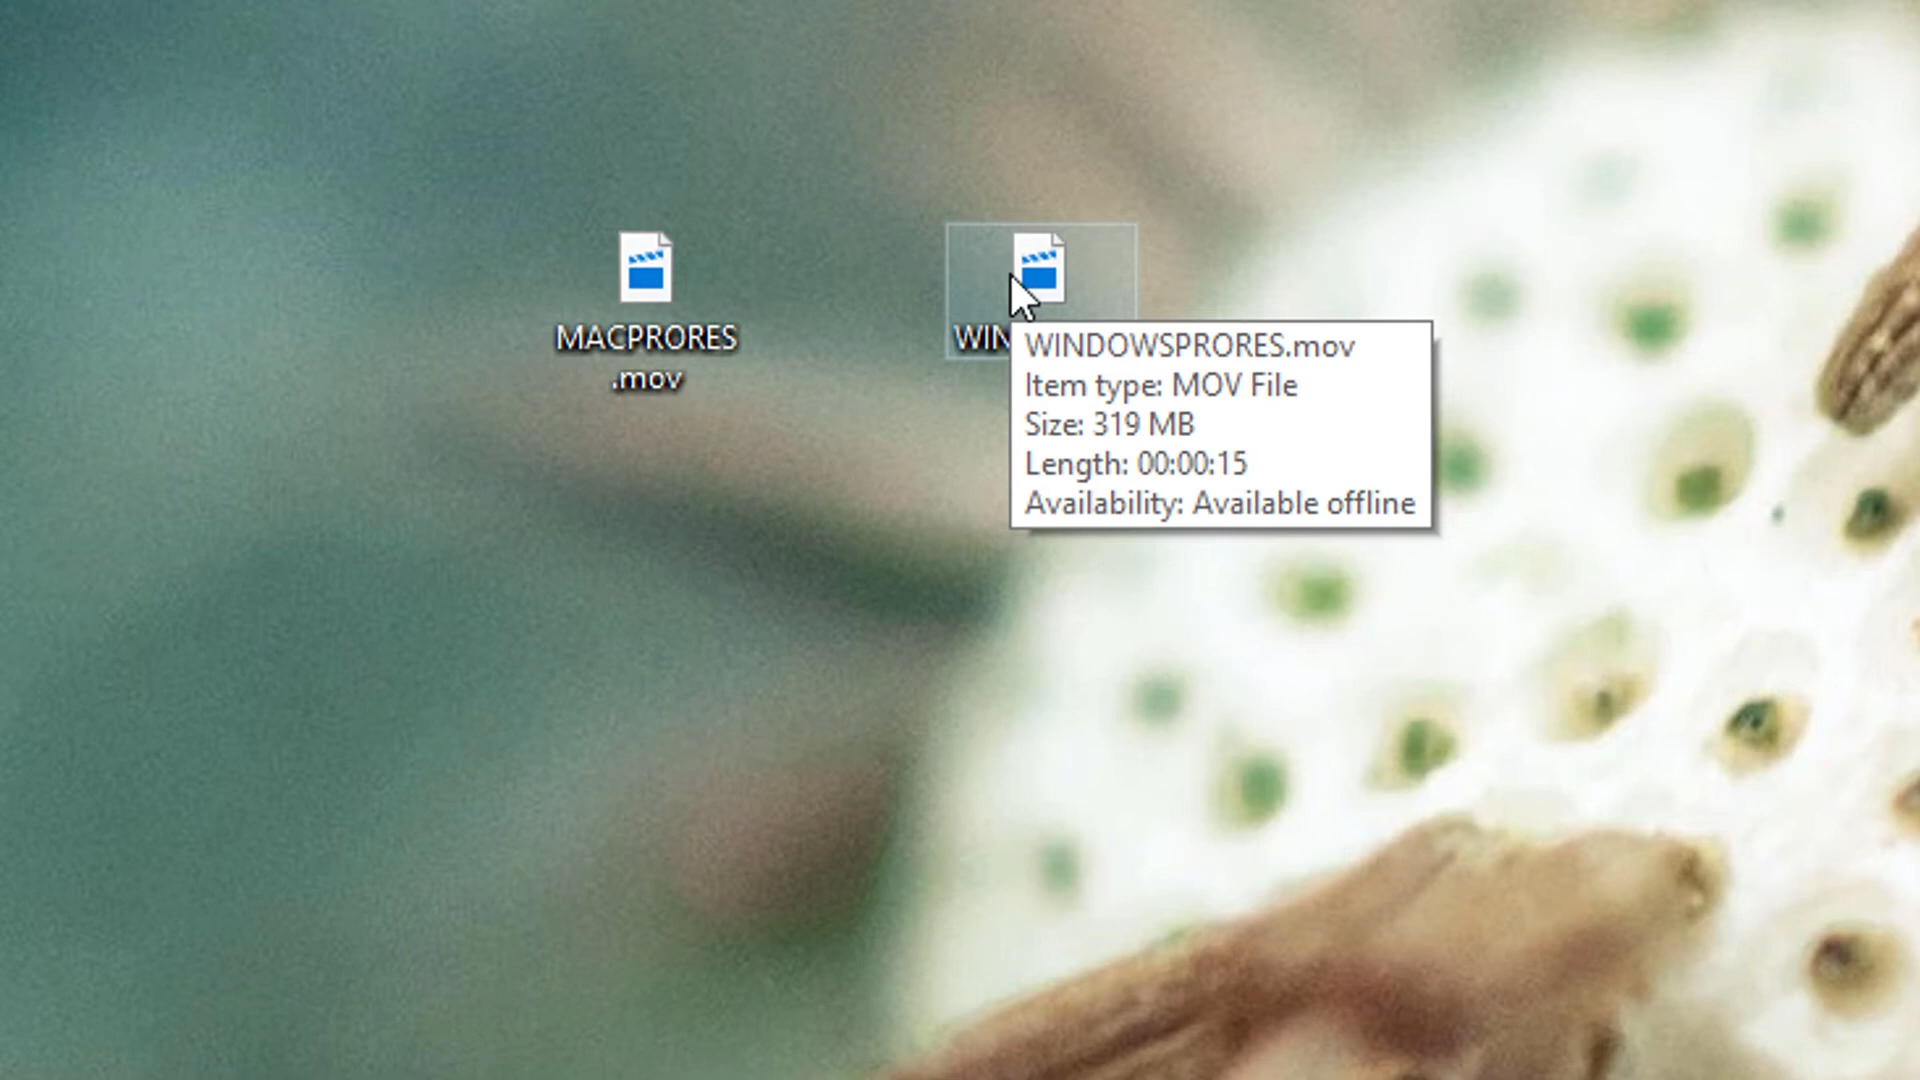 MACPRORES
.mov
WIN
WINDOWSPRORES.mov
Item type: MOV File
Size: 319 MB
Length: 00:00:15
Availability: Available offline